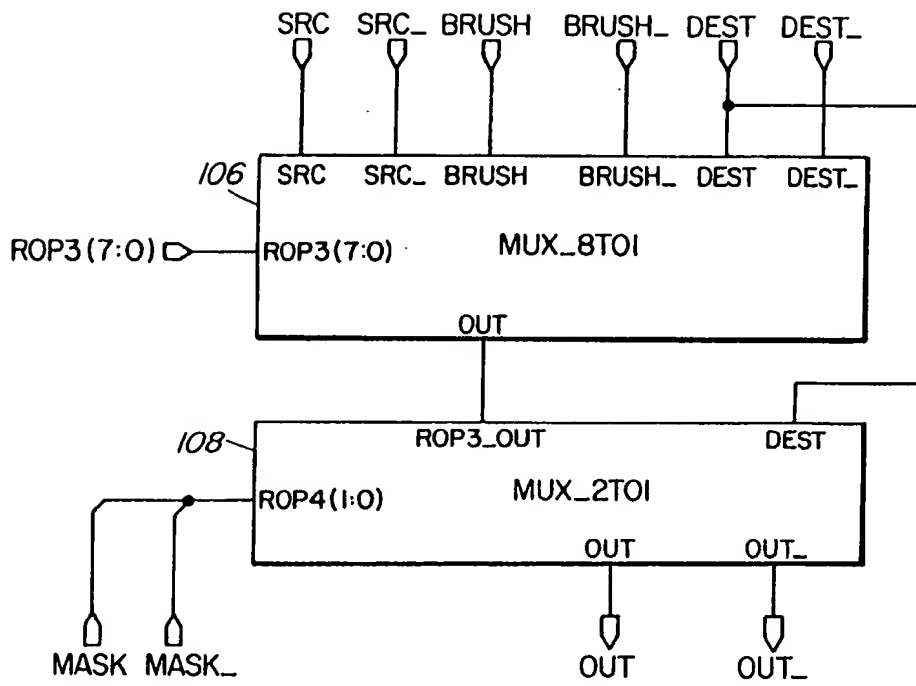 SRC SRC_ BRUSH BRUSH_ DEST DEST_
106
SRC SRC_ BRUSH BRUSH_ DEST DEST_
ROP3(7:0) ROP3(7:0) MUX_8TO1
OUT
108
ROP3_OUT DEST
ROP4(1:0) MUX_2TO1
OUT OUT_
MASK MASK_ OUT OUT_